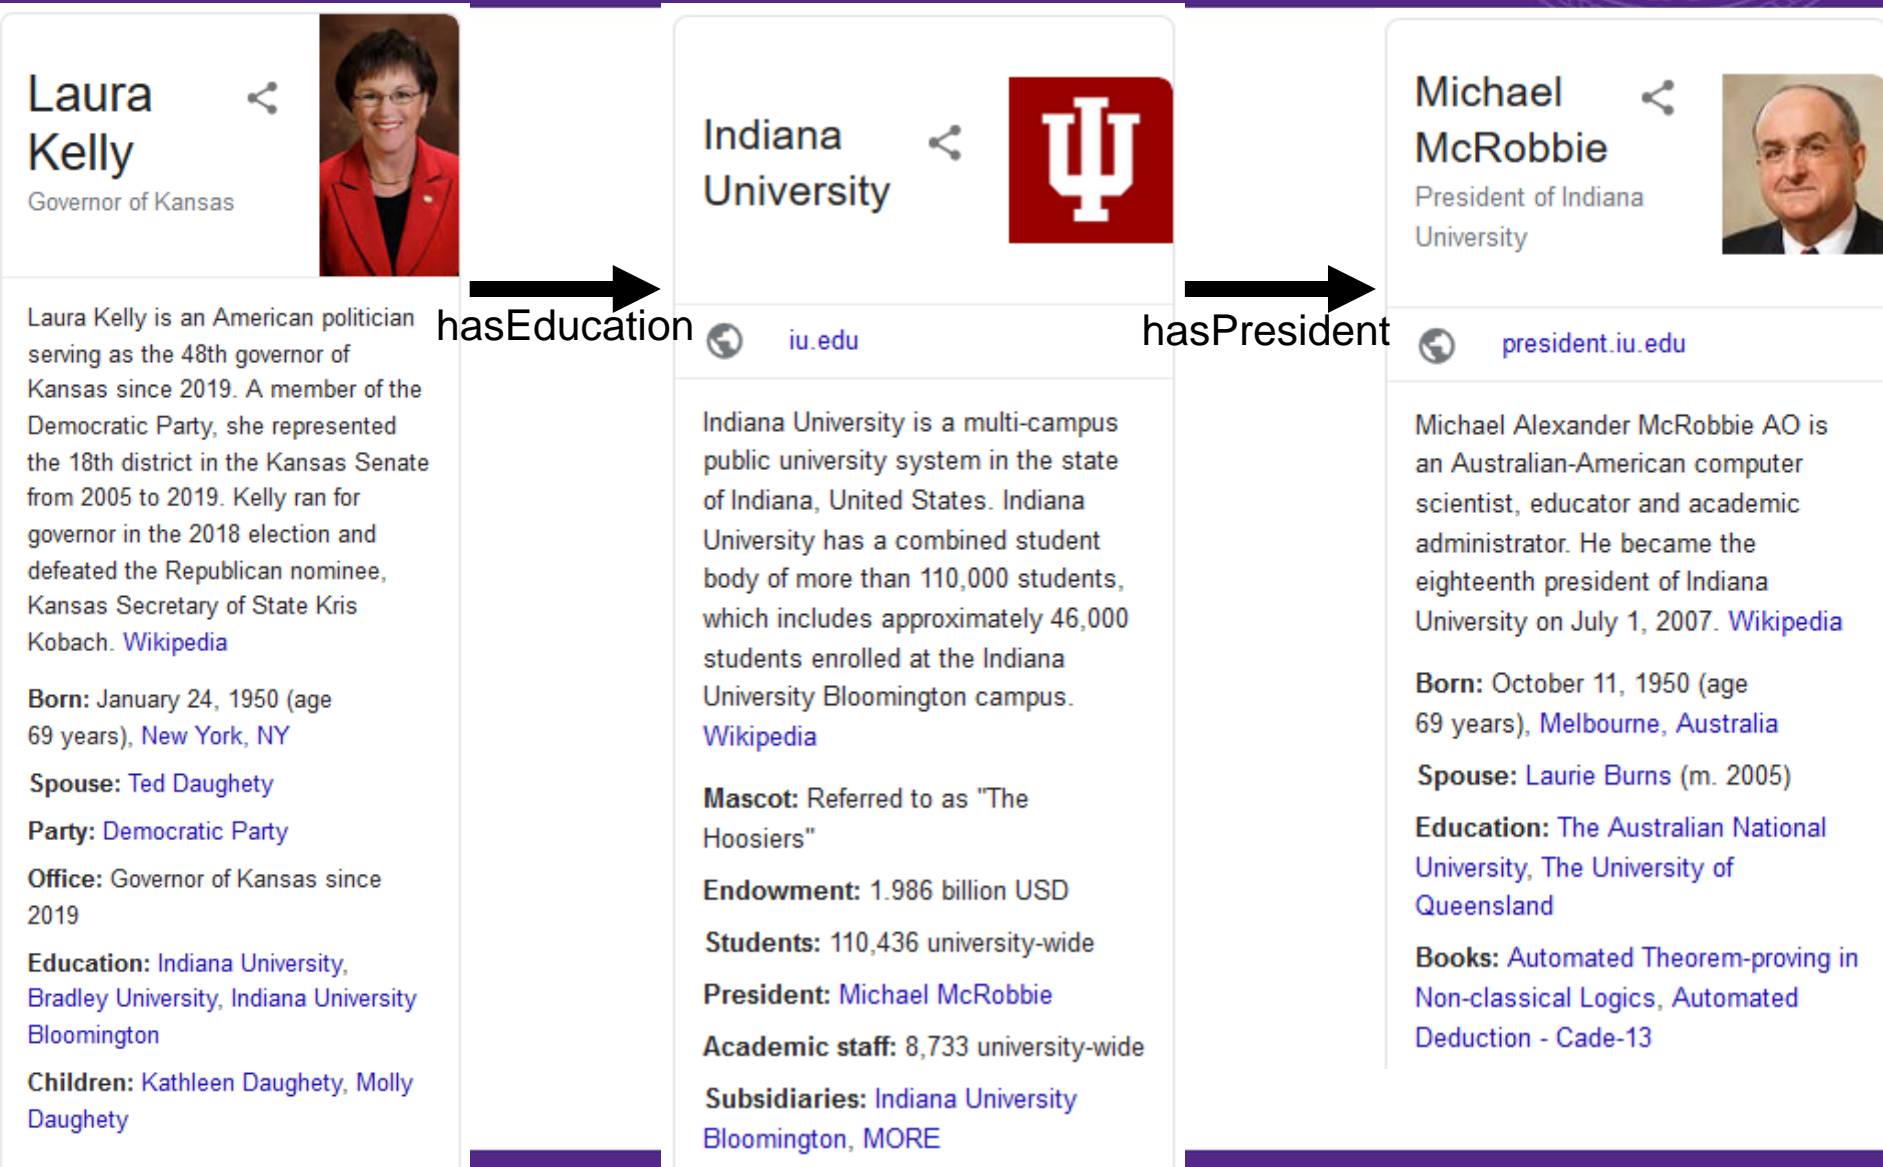 Laura
Kelly
Governor of Kansas
Laura Kelly is an American politician
serving as the 48th governor of
Kansas since 2019. A member of the
Democratic Party, she represented
the 18th district in the Kansas Senate
from 2005 to 2019. Kelly ran for
governor in the 2018 election and
defeated the Republican nominee,
Kansas Secretary of State Kris
Kobach. Wikipedia
Born: January 24, 1950 (age
69 years), New York, NY
Spouse: Ted Daughety
Party: Democratic Party
Office: Governor of Kansas since
2019
Education: Indiana University,
Bradley University, Indiana University
Bloomington
Children: Kathleen Daughety, Molly
Daughety
hasEducation
Indiana
University
iu.edu
Indiana University is a multi-campus
public university system in the state
of Indiana, United States. Indiana
University has a combined student
body of more than 110,000 students,
which includes approximately 46,000
students enrolled at the Indiana
University Bloomington campus.
Wikipedia
Mascot: Referred to as "The
Hoosiers"
Endowment: 1.986 billion USD
Students: 110,436 university-wide
President: Michael McRobbie
Academic staff: 8,733 university-wide
Subsidiaries: Indiana University
Bloomington, MORE
hasPresident
Michael
McRobbie
President of Indiana
University
president.iu.edu
Michael Alexander McRobbie AO is
an Australian-American computer
scientist, educator and academic
administrator. He became the
eighteenth president of Indiana
University on July 1, 2007. Wikipedia
Born: October 11, 1950 (age
69 years), Melbourne, Australia
Spouse: Laurie Burns (m. 2005)
Education: The Australian National
University, The University of
Queensland
Books: Automated Theorem-proving in
Non-classical Logics, Automated
Deduction - Cade-13